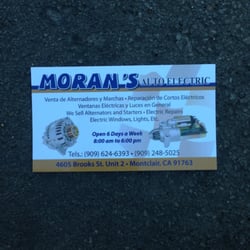 MORAN,'S AUTO ELECTRIC
Venta de Alternadores y Marchas • Reparación de Cortos Eléctricos
Ventanas Eléctricas y Luces en General
We Sell Alternators and Starters • Electric Repairs
Electric Windows, Lights, Etc.
Open 6 Days a Week
8:00 am to 6:00 pm
Tels.: (909) 624-6393 • (909) 248-5025
4605 Brooks St. Unit 2 • Montclair, CA 91763